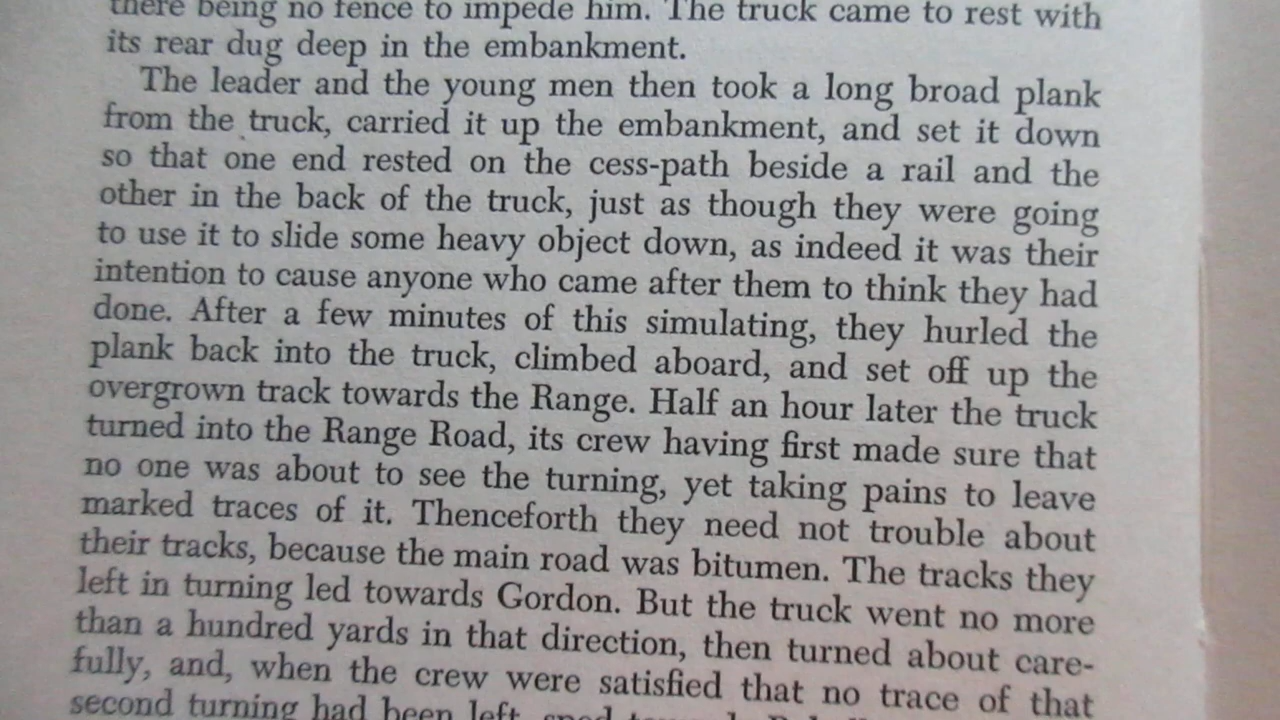 there being no fence to impede him. The truck came to rest with
its rear dug deep in the embankment.
The leader and the young men then took a long broad plank
from the truck, carried it up the embankment, and set it down
so that one end rested on the cess-path beside a rail and the
other in the back of the truck, just as though they were going
to use it to slide some heavy object down, as indeed it was their
intention to cause anyone who came after them to think they had
done. After a few minutes of this simulating, they hurled the
plank back into the truck, climbed aboard, and set off up the
overgrown track towards the Range. Half an hour later the truck
turned into the Range Road, its crew having first made sure that
no one was about to see the turning, yet taking pains to leave
marked traces of it. Thenceforth they need not trouble about
their tracks, because the main road was bitumen. The tracks they
left in turning led towards Gordon. But the truck went no more
than a hundred yards in that direction, then turned about care-
fully, and, when the crew were satisfied that no trace of that
second turning had been left,